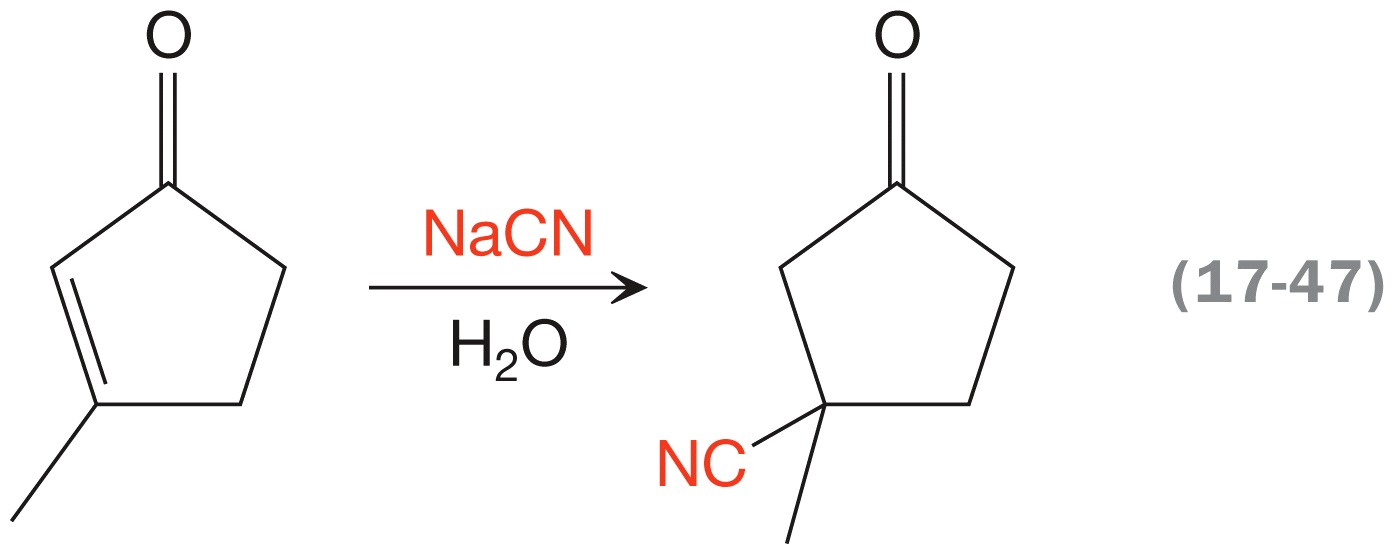 O
O
NaCN
H₂O
NC
(17-47)